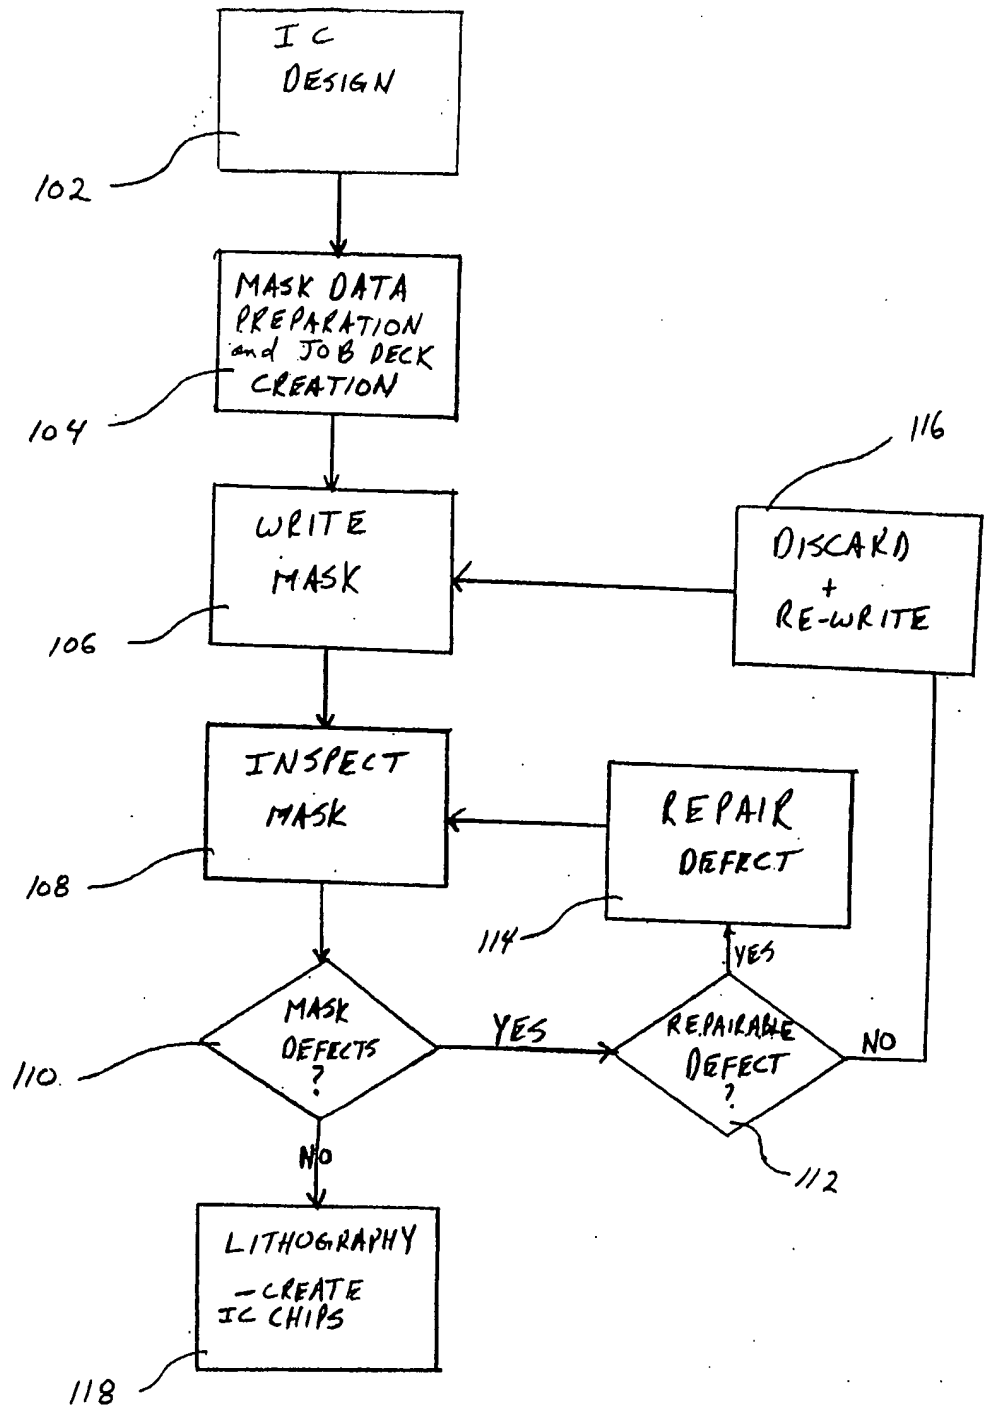 IC
DESIGN
102
MASK DATA
PREPARATION
and JOB DECK
CREATION
104
116
WRITE
MASK
106
DISCARD
+
RE-WRITE
INSPECT
MASK
108
REPAIR
DEFECT
114
YES
MASK
DEFECTS
?
110
YES
REPAIRABLE
DEFECT
?
NO
112
NO
LITHOGRAPHY
- CREATE
IC CHIPS
118